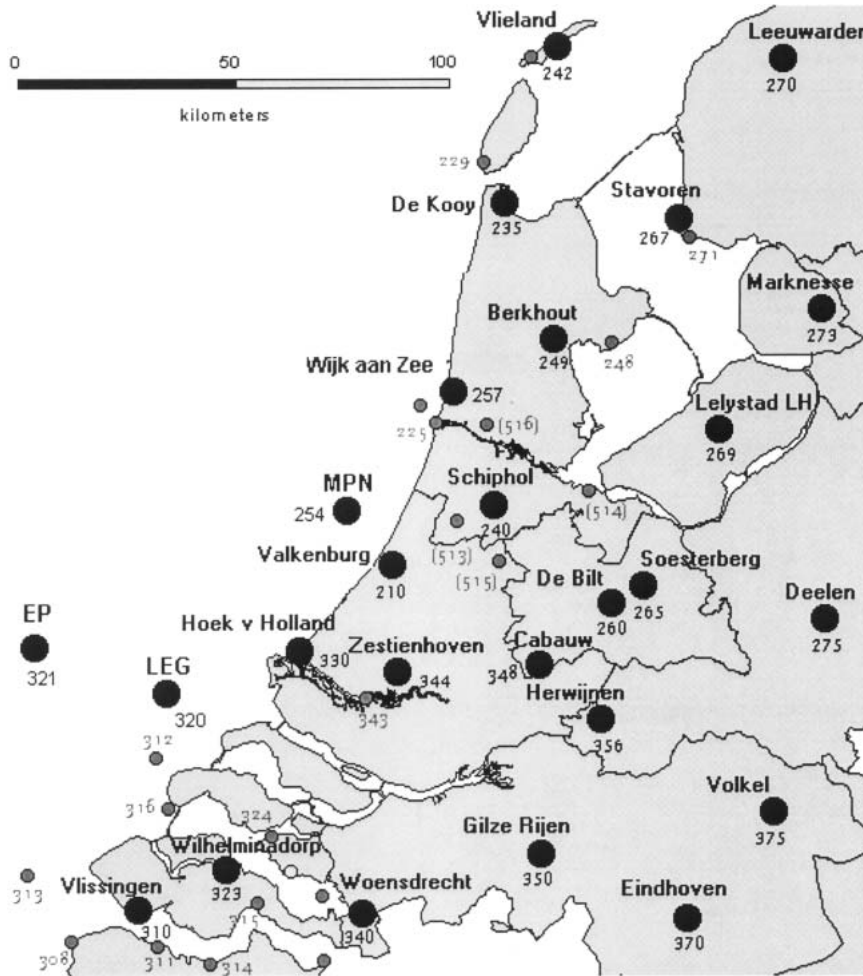 Vlieland
242
Leeuwarden
270
0 50 100
kilometers
229
De Kooy
235
Stavoren
267
271
Marknesse
273
Berkhout
249
248
Wijk aan Zee
257
225
(516)
Lelystad LH
269
MPN
254
Schiphol
240
(514)
(513)
(515)
Valkenburg
210
De Bilt
260
Soesterberg
265
Deelen
275
EP
321
Hoek v Holland
330
LEG
320
Zestienhoven
344
343
Cabauw
348
Herwijnen
356
312
316
324
Volkel
375
Wilhelminadorp
323
Gilze Rijen
350
313
Vlissingen
310
315
Woensdrecht
340
Eindhoven
370
308
311
314